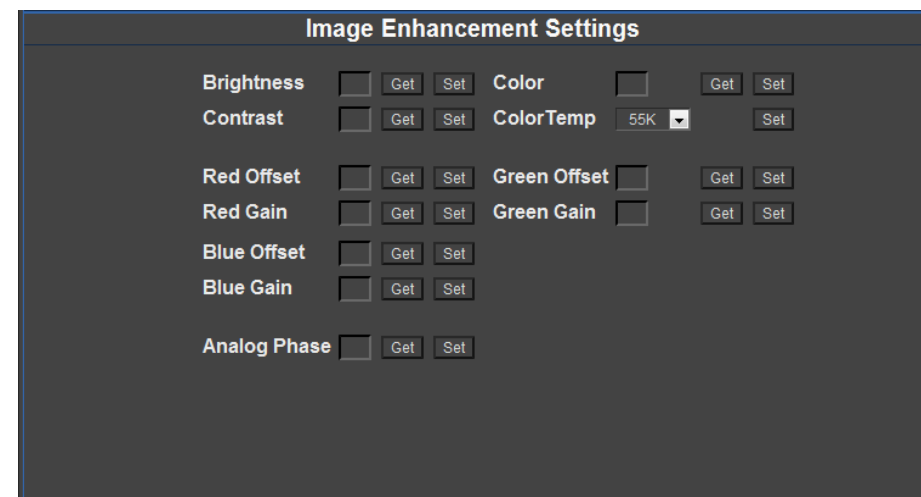 Image Enhancement Settings
Brightness Get Set Color Get Set
Contrast Get Set ColorTemp 55K Set
Red Offset Get Set Green Offset Get Set
Red Gain Get Set Green Gain Get Set
Blue Offset Get Set
Blue Gain Get Set
Analog Phase Get Set